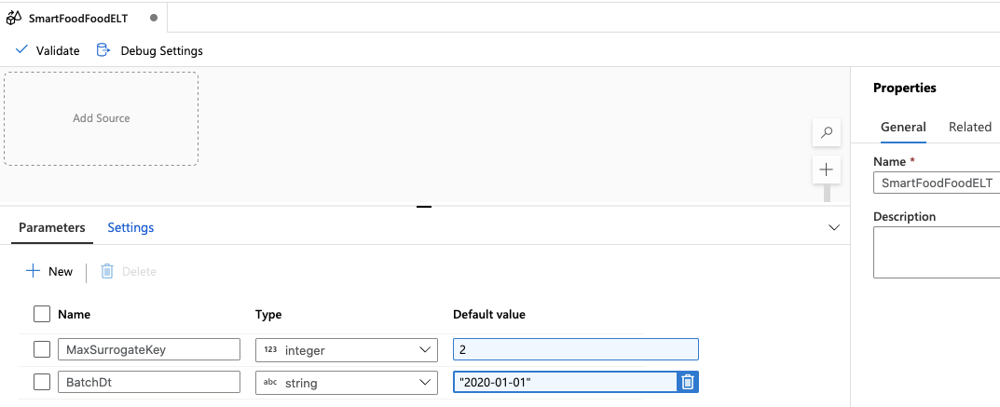 SmartFoodFoodELT
Validate Debug Settings
Add Source
Properties
General Related
Name *
SmartFoodFoodELT
Description
Parameters Settings
New Delete
Name Type Default value
MaxSurrogateKey 123 integer 2
BatchDt abc string "2020-01-01"